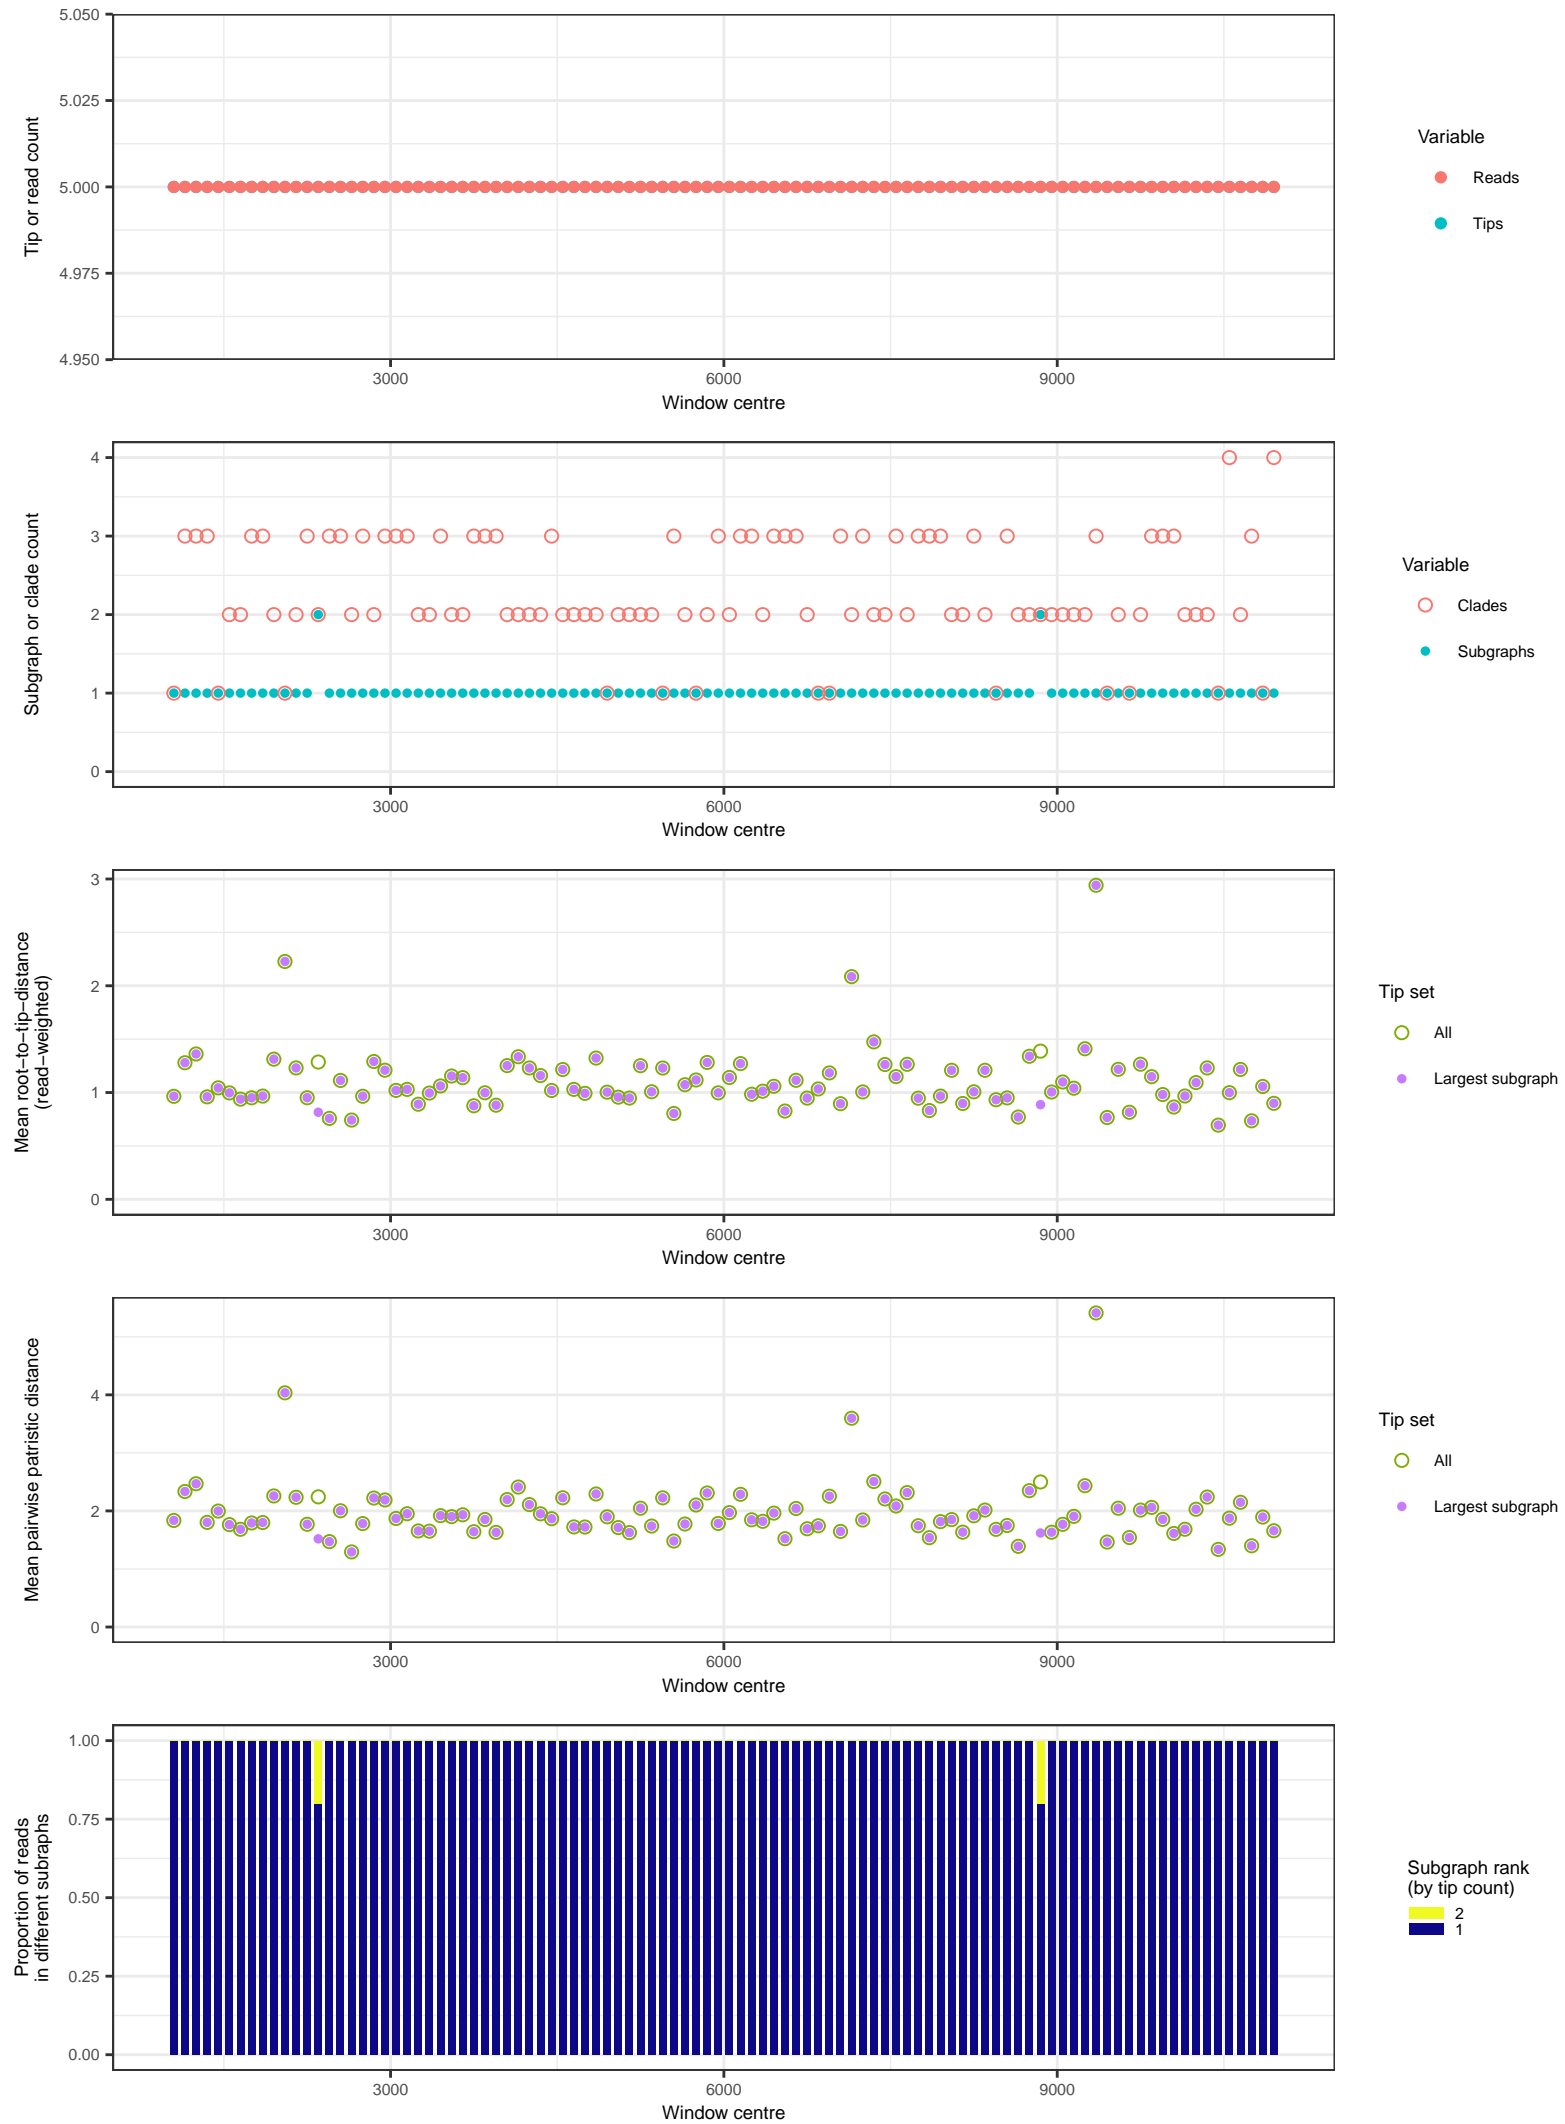 5.050
5.025
5.000
4.975
4.950
Tip or read count
3000
6000
9000
Window centre
Variable
Reads
Tips
4
3
2
1
0
Subgraph or clade count
3000
6000
9000
Window centre
Variable
Clades
Subgraphs
3
2
1
0
Mean root−to−tip−distance
(read−weighted)
3000
6000
9000
Window centre
Tip set
All
Largest subgraph
4
2
0
Mean pairwise patristic distance
3000
6000
9000
Window centre
Tip set
All
Largest subgraph
1.00
0.75
0.50
0.25
0.00
Proportion of reads
in different subraphs
3000
6000
9000
Window centre
Subgraph rank
(by tip count)
2
1